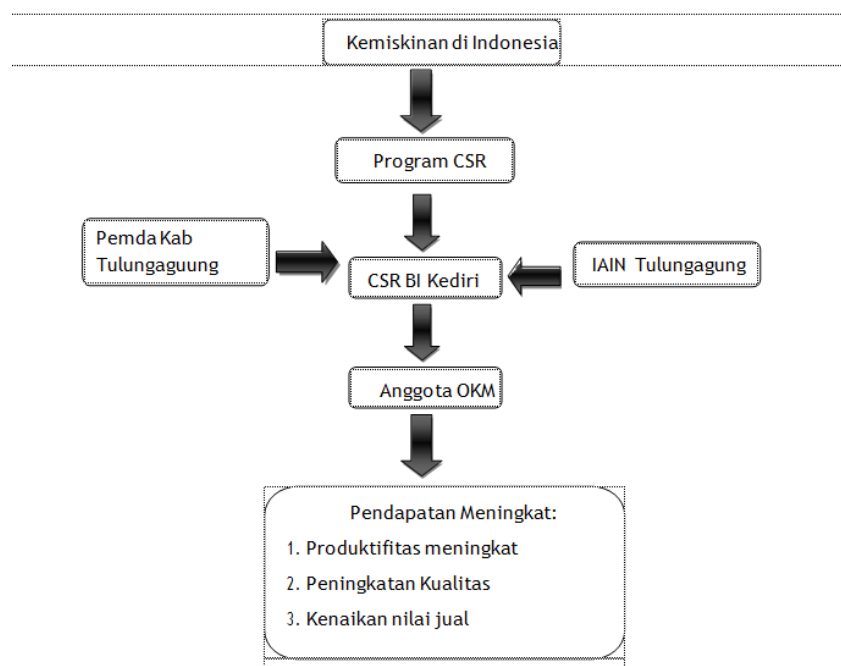 Kemiskinan di Indonesia
Program CSR
Pemda Kab
Tulungaguung
CSR BI Kediri
IAIN Tulungagung
Anggota OKM
Pendapatan Meningkat:
1. Produktifitas meningkat
2. Peningkatan Kualitas
3. Kenaikan nilai jual